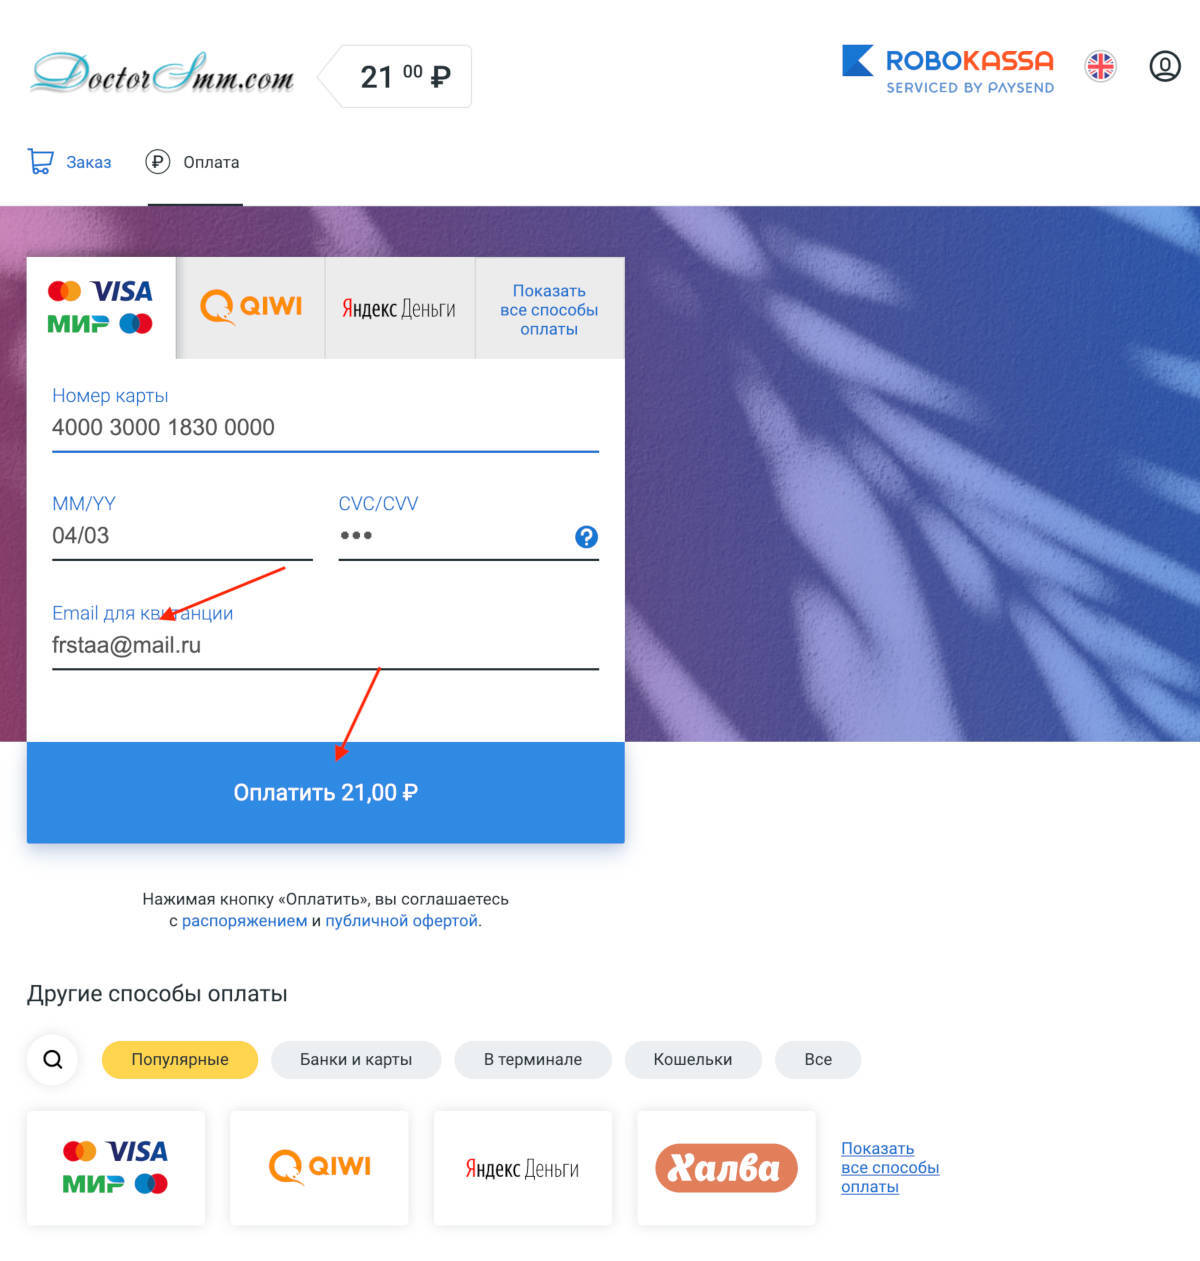 DoctorSmm.com
21 00 ₽
ROBOKASSA
SERVICED BY PAYSEND
Заказ
Оплата
VISA
МИР
QIWI
Яндекс Деньги
Показать
все способы
оплаты
Номер карты
4000 3000 1830 0000
MM/YY
CVC/CVV
04/03
•••
?
Email для квитанции
frstaa@mail.ru
Оплатить 21,00 ₽
Нажимая кнопку «Оплатить», вы соглашаетесь
с распоряжением и публичной офертой.
Другие способы оплаты
Популярные
Банки и карты
В терминале
Кошельки
Все
VISA
МИР
QIWI
Яндекс Деньги
Халва
Показать
все способы
оплаты